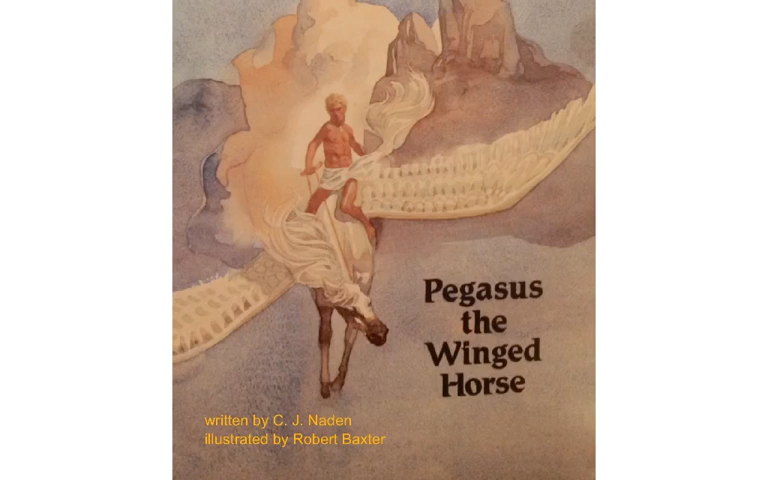 Pegasus
the
Winged
Horse
written by C. J. Naden
illustrated by Robert Baxter